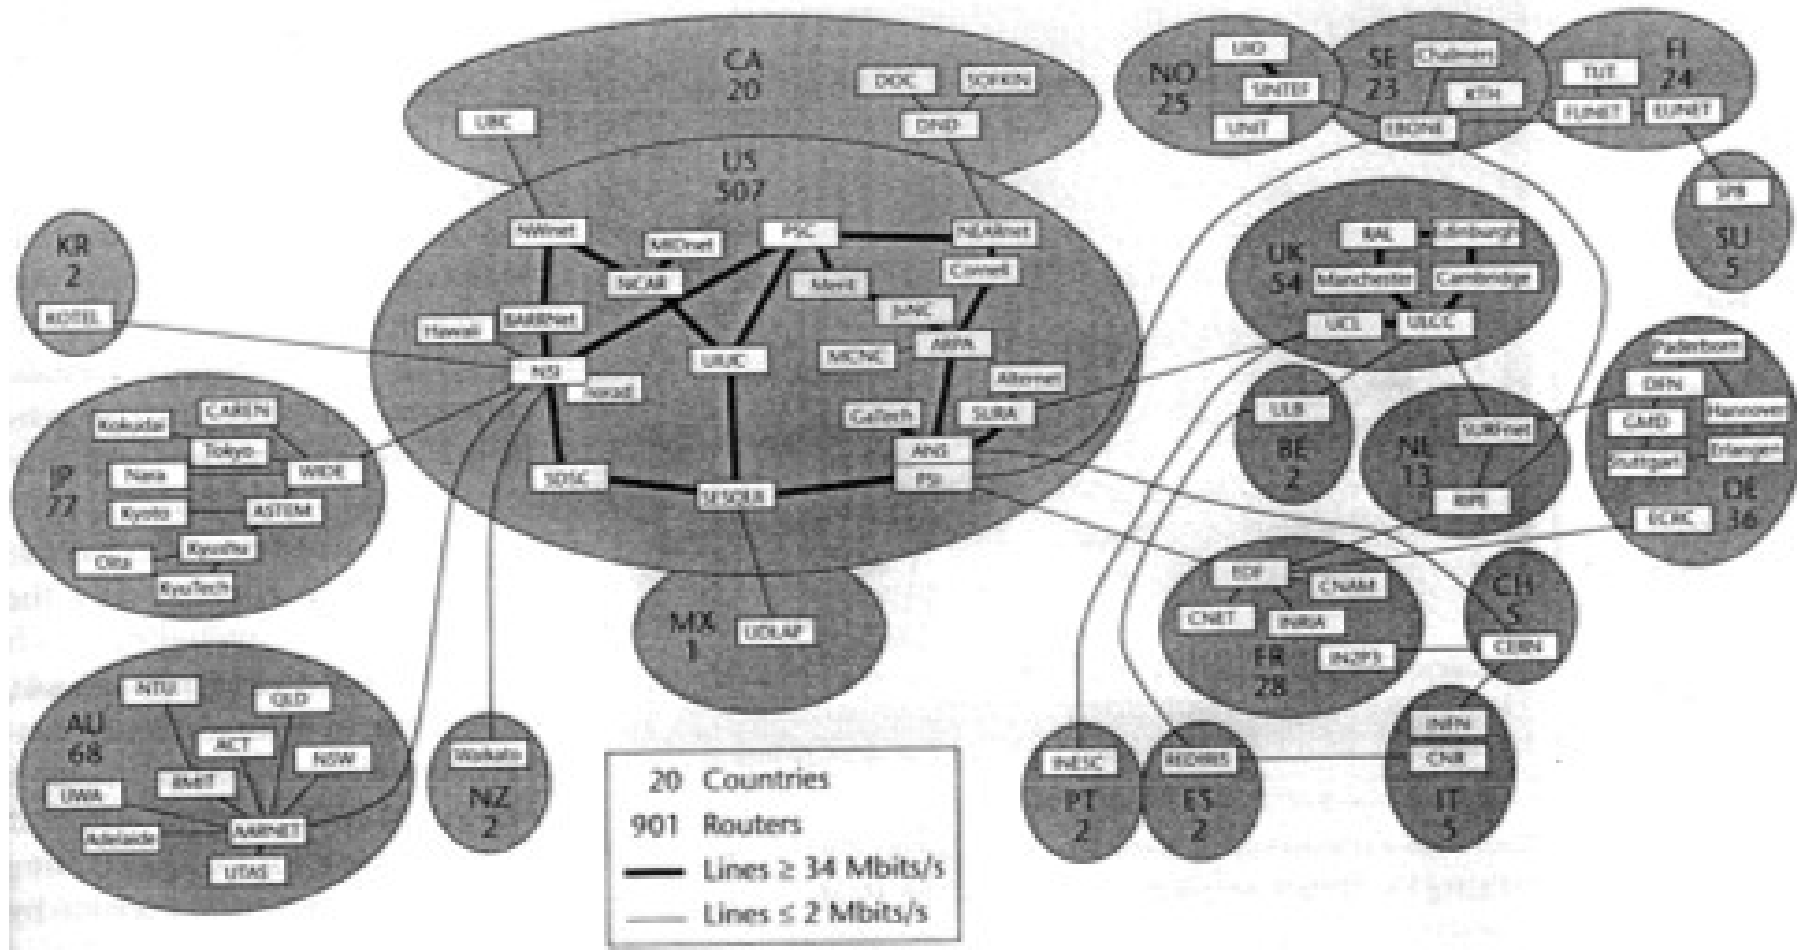 CA
20
DOC
SOFKIN
UBC
DND
US
507
NWnet
MIDnet
PSC
NEARnet
NCAR
Merit
Cornell
Hawaii
BARRNet
JvNC
NSI
UIUC
MCNC
ARPA
Alternet
GaTech
SURA
ANS
PSI
SDSC
SESQUI
KR
2
KOTEL
JP
77
Kokudai
CAREN
Tokyo
Nara
WIDE
Kyoto
ASTEM
Kyushu
Oita
KyuTech
AU
68
NTU
QLD
ACT
NSW
RMIT
UWA
Adelaide
AARNET
UTAS
Waikato
NZ
2
MX
1
UDLAP
NO
25
UIO
SINTEF
UNIT
SE
23
Chalmers
KTH
EBONE
FI
24
TUT
FUNET
EUNET
SPB
SU
5
UK
54
RAL
Edinburgh
Manchester
Cambridge
UCL
ULCC
ULB
BE
2
NL
13
SURFnet
RIPE
Paderborn
DFN
GMD
Hannover
Stuttgart
Erlangen
DE
36
ECRC
EDF
CNAM
CNET
INRIA
IN2P3
FR
28
CH
5
CERN
INFN
CNR
IT
5
INESC
PT
2
REDIRIS
ES
2
20 Countries
901 Routers
Lines ≥ 34 Mbits/s
Lines ≤ 2 Mbits/s